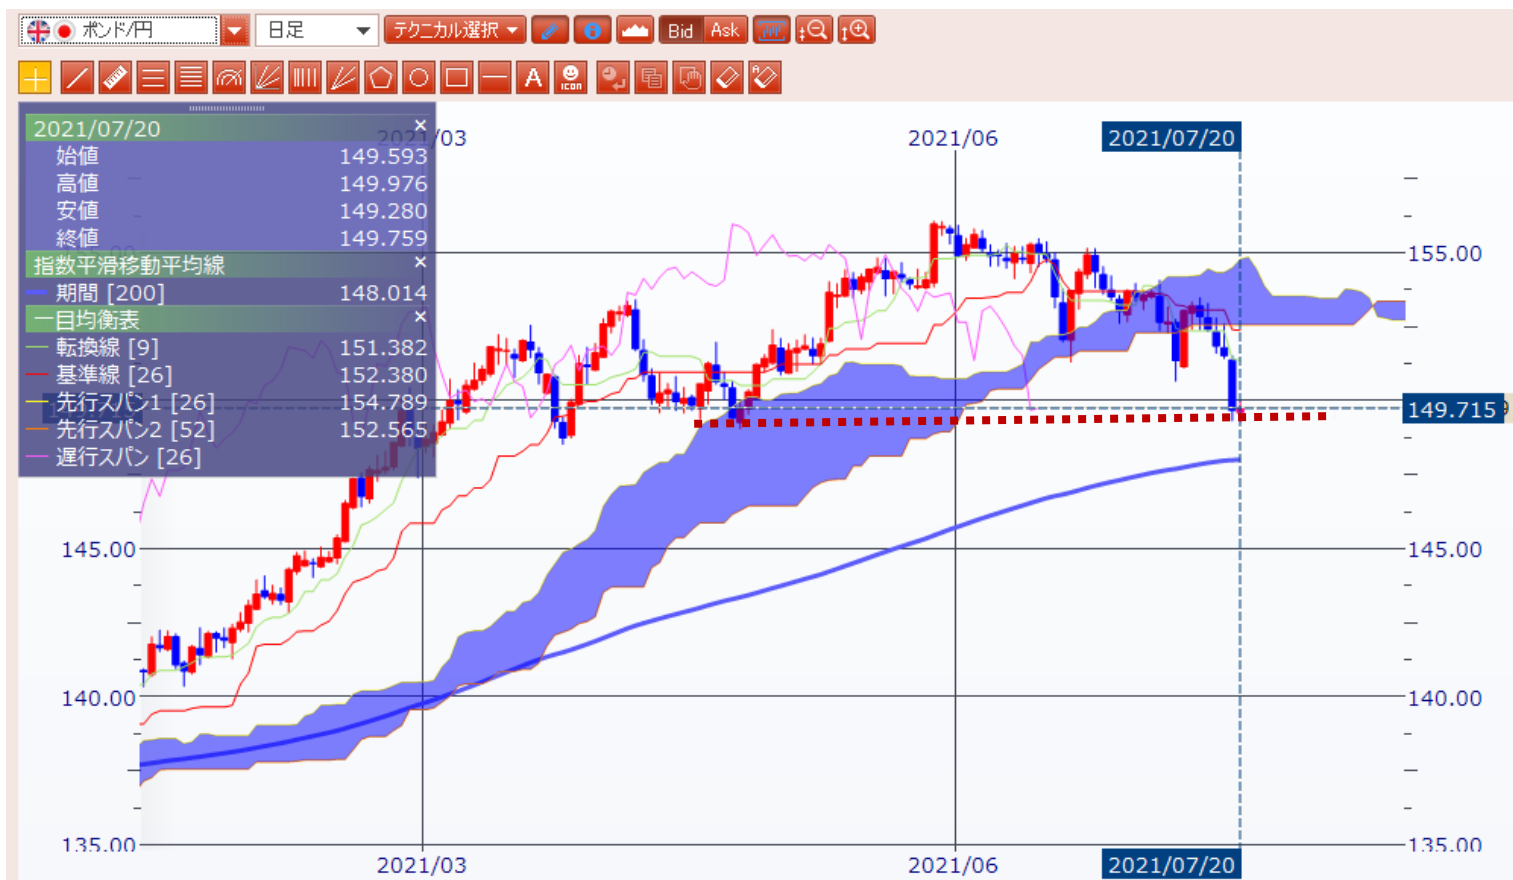 ポンド/円
日足
テクニカル選択
Bid
Ask
A
ICON
2021/07/20
始値 149.593
高値 149.976
安値 149.280
終値 149.759
指数平滑移動平均線
期間 [200] 148.014
一目均衡表
転換線 [9] 151.382
基準線 [26] 152.380
先行スパン1 [26] 154.789
先行スパン2 [52] 152.565
遅行スパン [26]
2021/03
2021/06
2021/07/20
155.00
149.715
145.00
145.00
140.00
140.00
135.00
135.00
2021/03
2021/06
2021/07/20